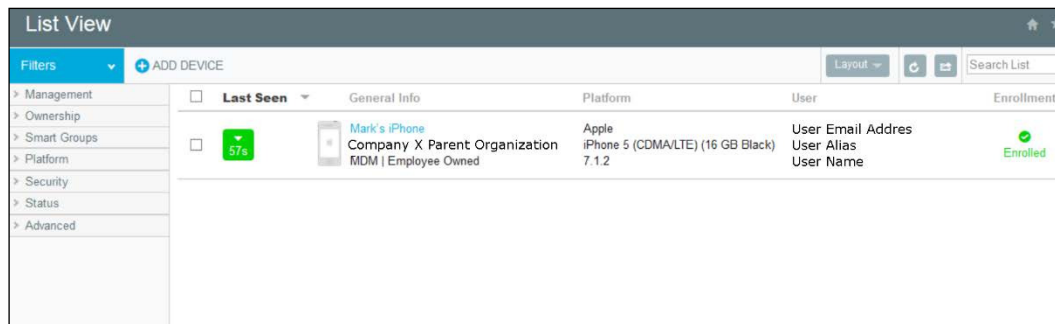 List View
Filters
ADD DEVICE
Layout
Search List
> Management
> Ownership
> Smart Groups
> Platform
> Security
> Status
> Advanced
Last Seen General Info Platform User Enrollment
57s
Mark's iPhone
Company X Parent Organization
MDM | Employee Owned
Apple
iPhone 5 (CDMA/LTE) (16 GB Black)
7.1.2
User Email Addres
User Alias
User Name
Enrolled